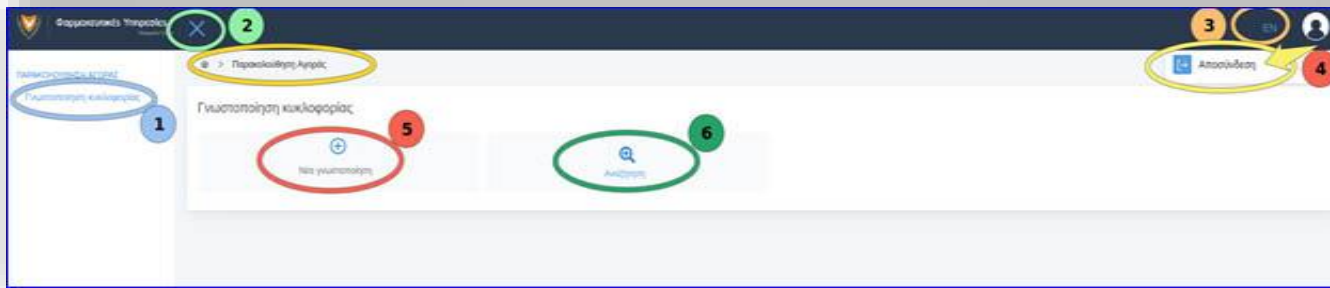 Φαρμακευτικές Υπηρεσίες
2
3
EN
> Παρακολούθηση Αγοράς
Αποσύνδεση
4
ΠΑΡΑΚΟΛΟΥΘΗΣΗ ΑΓΟΡΑΣ
Γνωστοποίηση κυκλοφορίας
1
Γνωστοποίηση κυκλοφορίας
5
6
Νέα γνωστοποίηση
Αναζήτηση